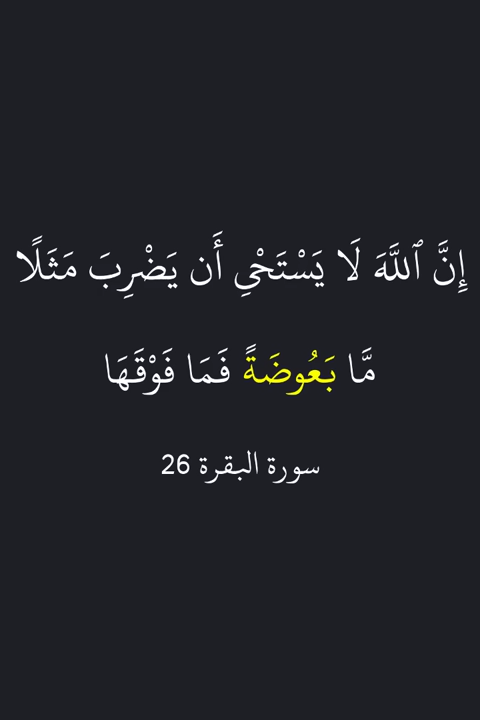 إِنَّ ٱللَّهَ لَا يَسْتَحْىِ أَن يَضْرِبَ مَثَلًا
مَّا بَعُوضَةً فَمَا فَوْقَهَا
سورة البقرة 26